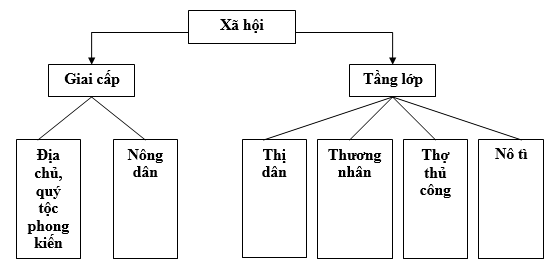 Xã hội
Giai cấp
Tầng lớp
Địa
chủ,
quý
tộc
phong
kiến
Nông
dân
Thị
dân
Thương
nhân
Thợ
thủ
công
Nô tì